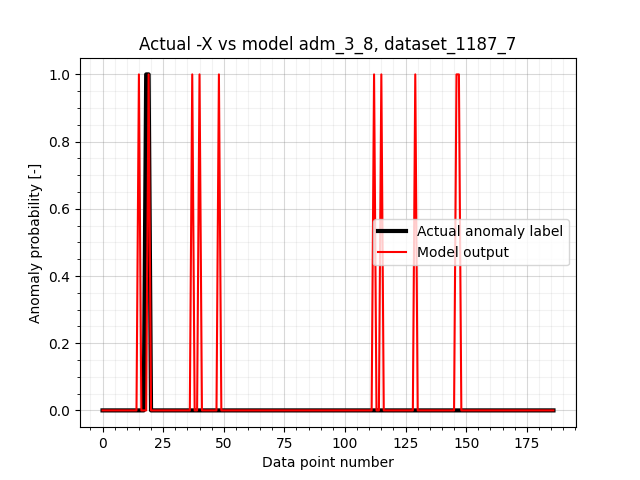 Actual -X vs model adm_3_8, dataset_1187_7
1.0
0.8
0.6
0.4
0.2
0.0
Anomaly probability [-]
Actual anomaly label
Model output
0 25 50 75 100 125 150 175
Data point number